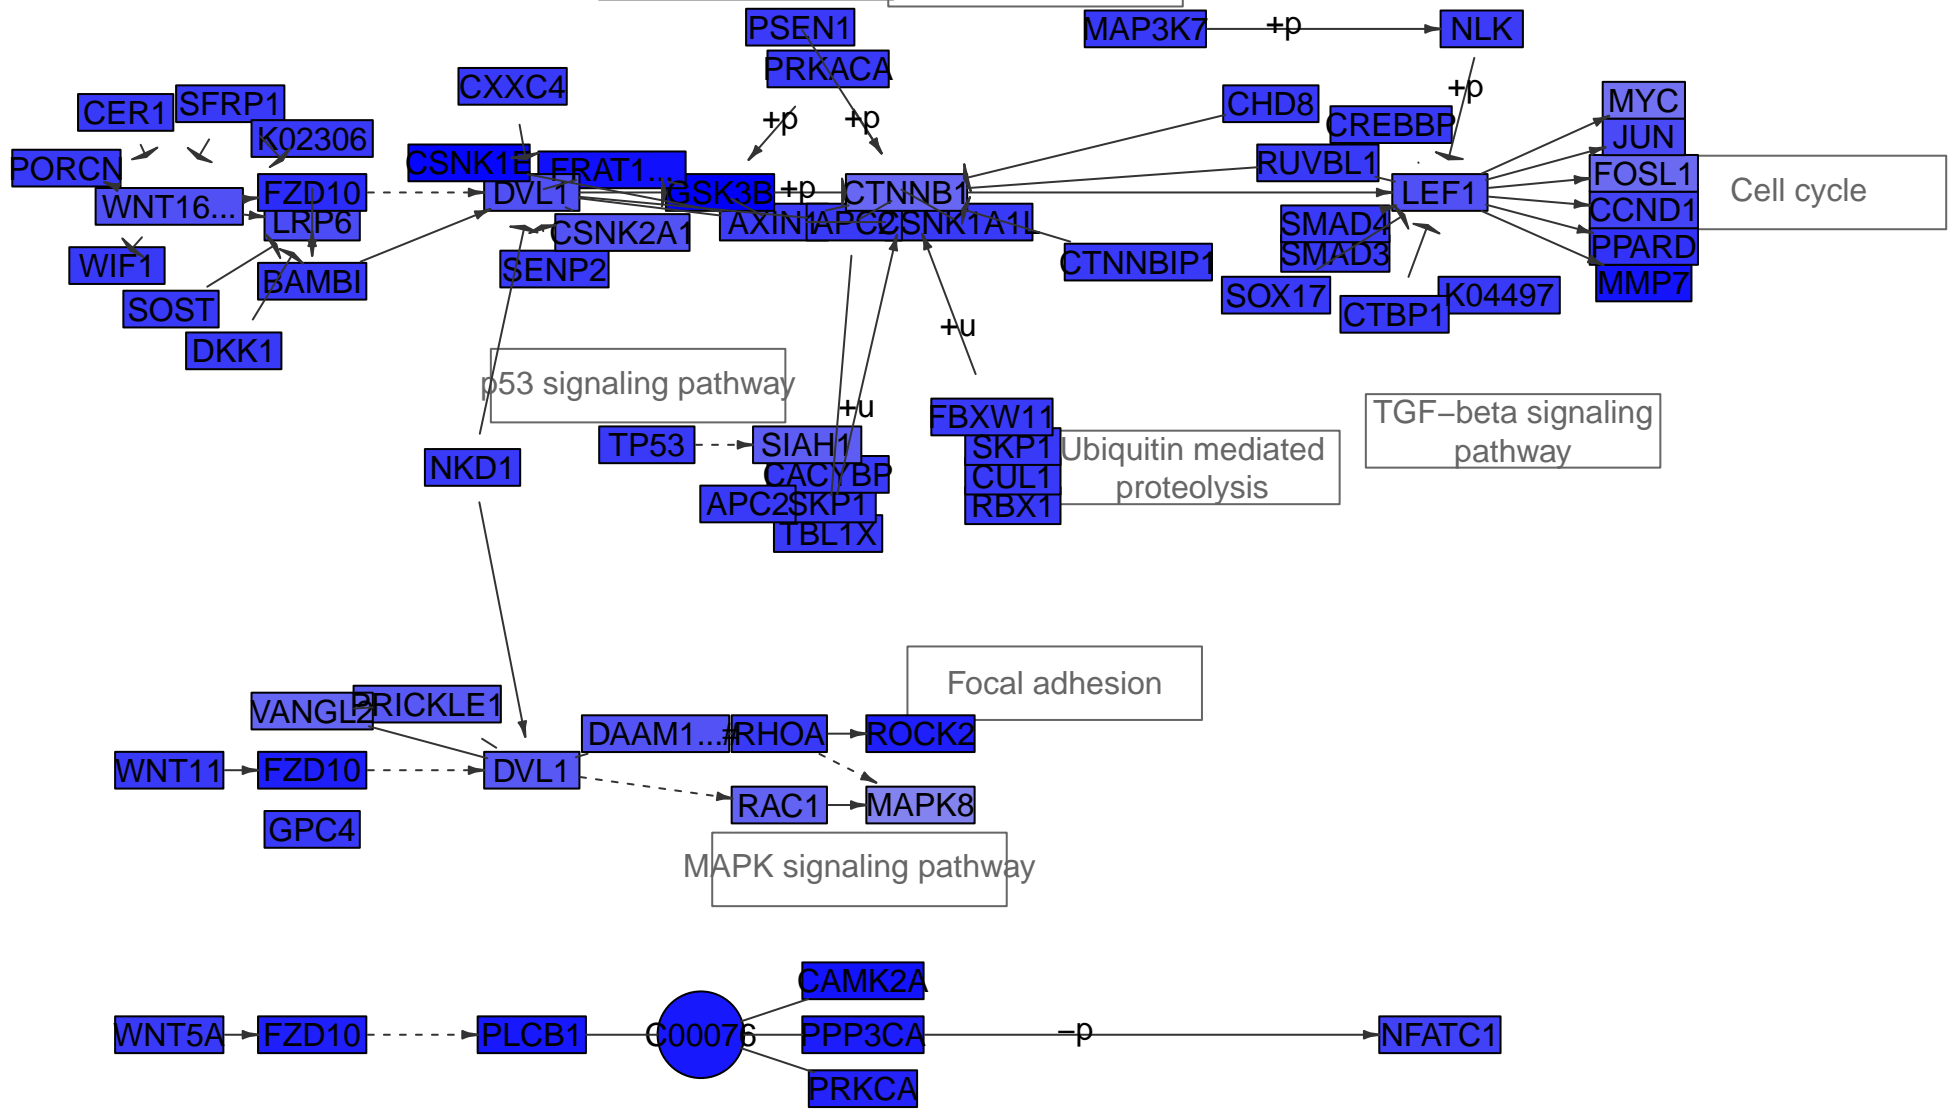 PSEN1
MAP3K7
+p
NLK
PRKACA
CXXC4
CER1
SFRP1
K02306
+p
+p
CHD8
CREBBP
+p
MYC
JUN
PORCN
CSNK1E
FRAT1...
RUVBL1
FOSL1
Cell cycle
WNT16...
FZD10
DVL1
GSK3B
+p
CTNNB1
LEF1
LRP6
CSNK2A1
AXIN1
APC2
CSNK1A1L
SMAD4
CCND1
WIF1
BAMBI
SENP2
CTNNBIP1
SMAD3
PPARD
SOST
SOX17
K04497
MMP7
DKK1
CTBP1
+u
p53 signaling pathway
+u
FBXW11
TGF−beta signaling
pathway
TP53
SIAH1
SKP1
Ubiquitin mediated
proteolysis
NKD1
CACYBP
CUL1
APC2
SKP1
RBX1
TBL1X
Focal adhesion
VANGL2
PRICKLE1
DAAM1...#
RHOA
ROCK2
WNT11
FZD10
DVL1
RAC1
MAPK8
GPC4
MAPK signaling pathway
CAMK2A
WNT5A
FZD10
PLCB1
C00076
PPP3CA
−p
NFATC1
PRKCA